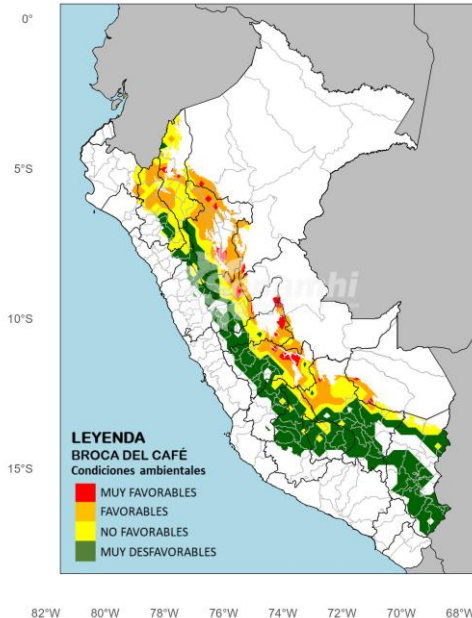 0°
5°S
10°S
15°S
senamhi
LEYENDA
BROCA DEL CAFÉ
Condiciones ambientales
MUY FAVORABLES
FAVORABLES
NO FAVORABLES
MUY DESFAVORABLES
82°W 80°W 78°W 76°W 74°W 72°W 70°W 68°W